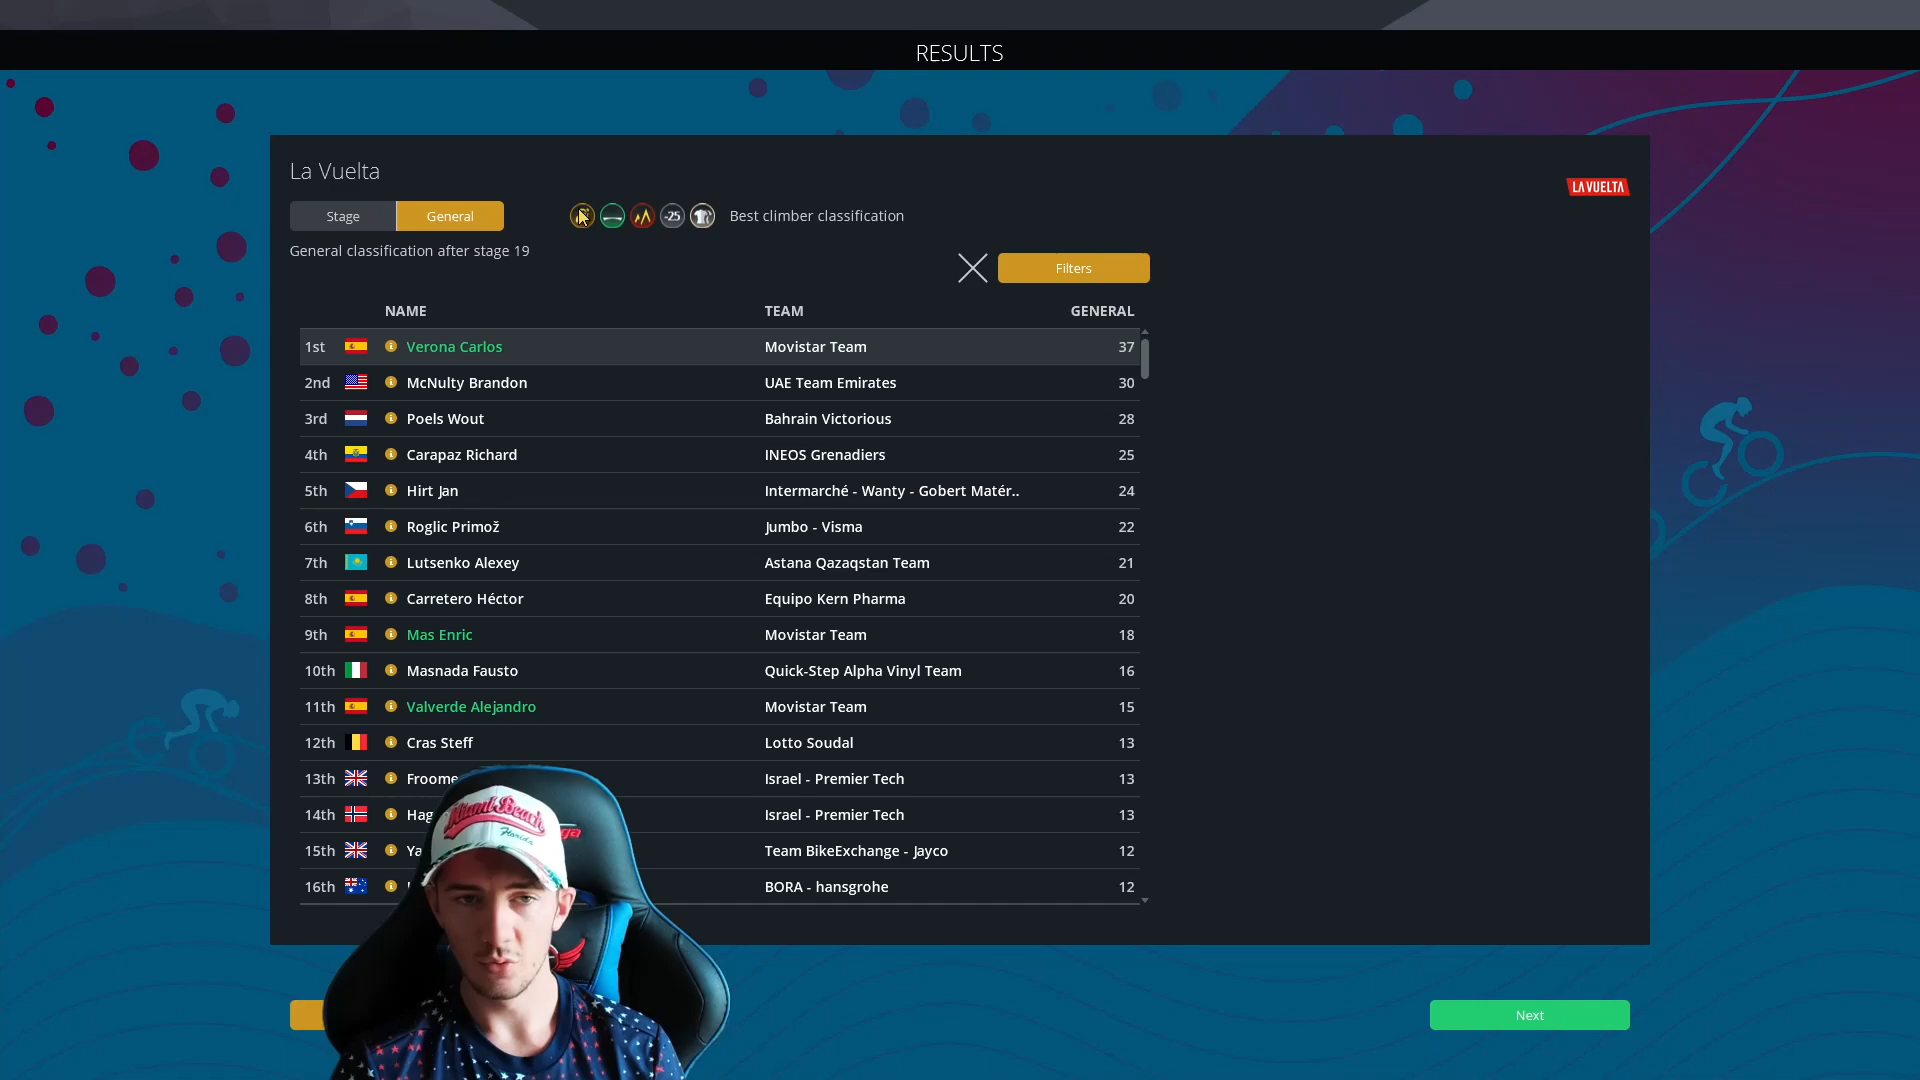 RESULTS
La Vuelta
LA VUELTA
Stage General -25 Best climber classification
General classification after stage 19
Filters
NAME TEAM GENERAL
1st Verona Carlos Movistar Team 37
2nd McNulty Brandon UAE Team Emirates 30
3rd Poels Wout Bahrain Victorious 28
4th Carapaz Richard INEOS Grenadiers 25
5th Hirt Jan Intermarché - Wanty - Gobert Matér.. 24
6th Roglic Primož Jumbo - Visma 22
7th Lutsenko Alexey Astana Qazaqstan Team 21
8th Carretero Héctor Equipo Kern Pharma 20
9th Mas Enric Movistar Team 18
10th Masnada Fausto Quick-Step Alpha Vinyl Team 16
11th Valverde Alejandro Movistar Team 15
12th Cras Steff Lotto Soudal 13
13th Froome Israel - Premier Tech 13
14th Hag Israel - Premier Tech 13
15th Ya Team BikeExchange - Jayco 12
16th BORA - hansgrohe 12
Miami Beach
Florida
Next